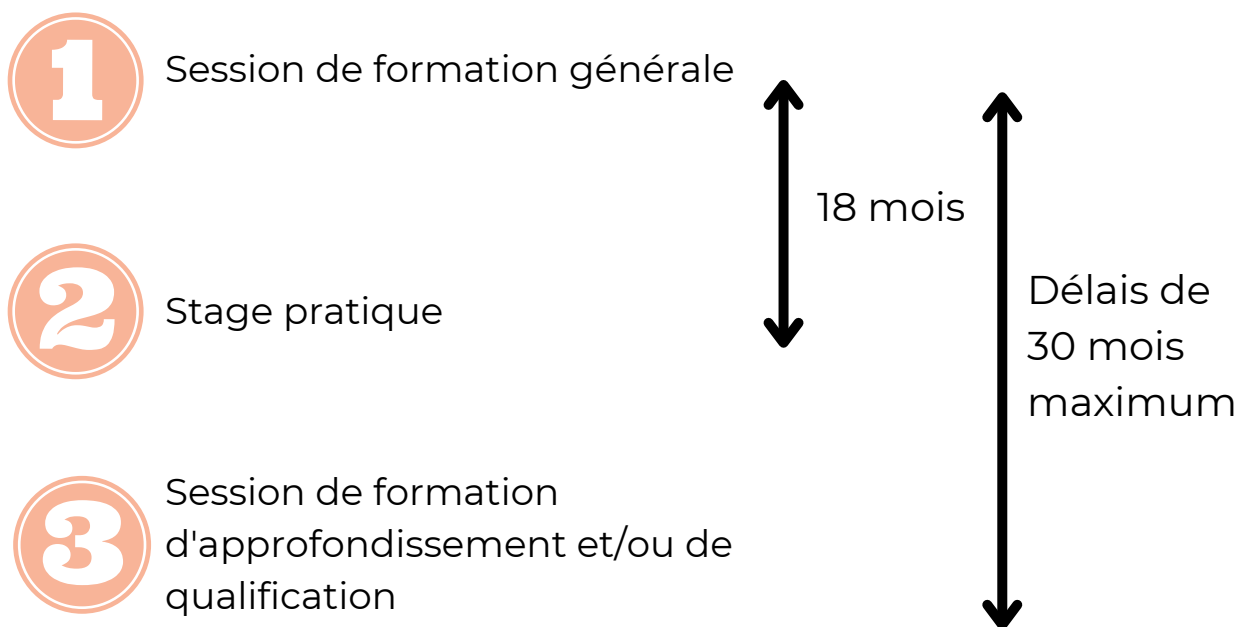 1
Session de formation générale
18 mois
2
Stage pratique
Délais de
30 mois
maximum
3
Session de formation
d'approfondissement et/ou de
qualification